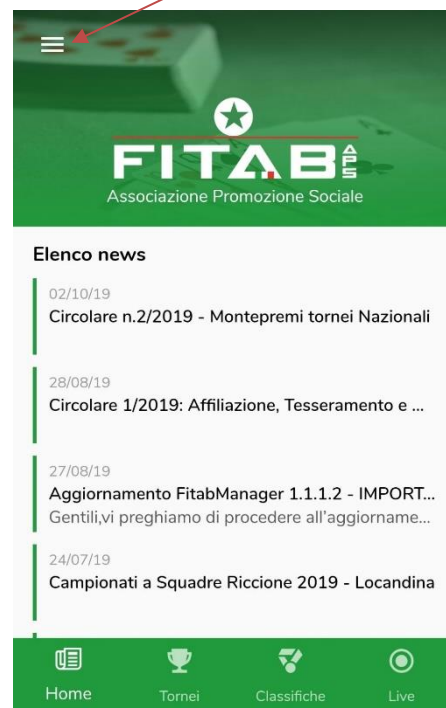 FITAB APS
Associazione Promozione Sociale
Elenco news
02/10/19
Circolare n.2/2019 - Montepremi tornei Nazionali
28/08/19
Circolare 1/2019: Affiliazione, Tesseramento e ...
27/08/19
Aggiornamento FitabManager 1.1.1.2 - IMPORT...
Gentili,vi preghiamo di procedere all'aggiorname...
24/07/19
Campionati a Squadre Riccione 2019 - Locandina
Home
Tornei
Classifiche
Live